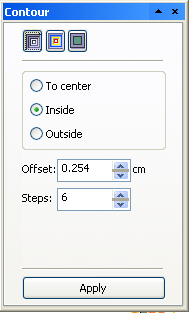 Contour
To center
Inside
Outside
Offset: 0.254 cm
Steps: 6
Apply